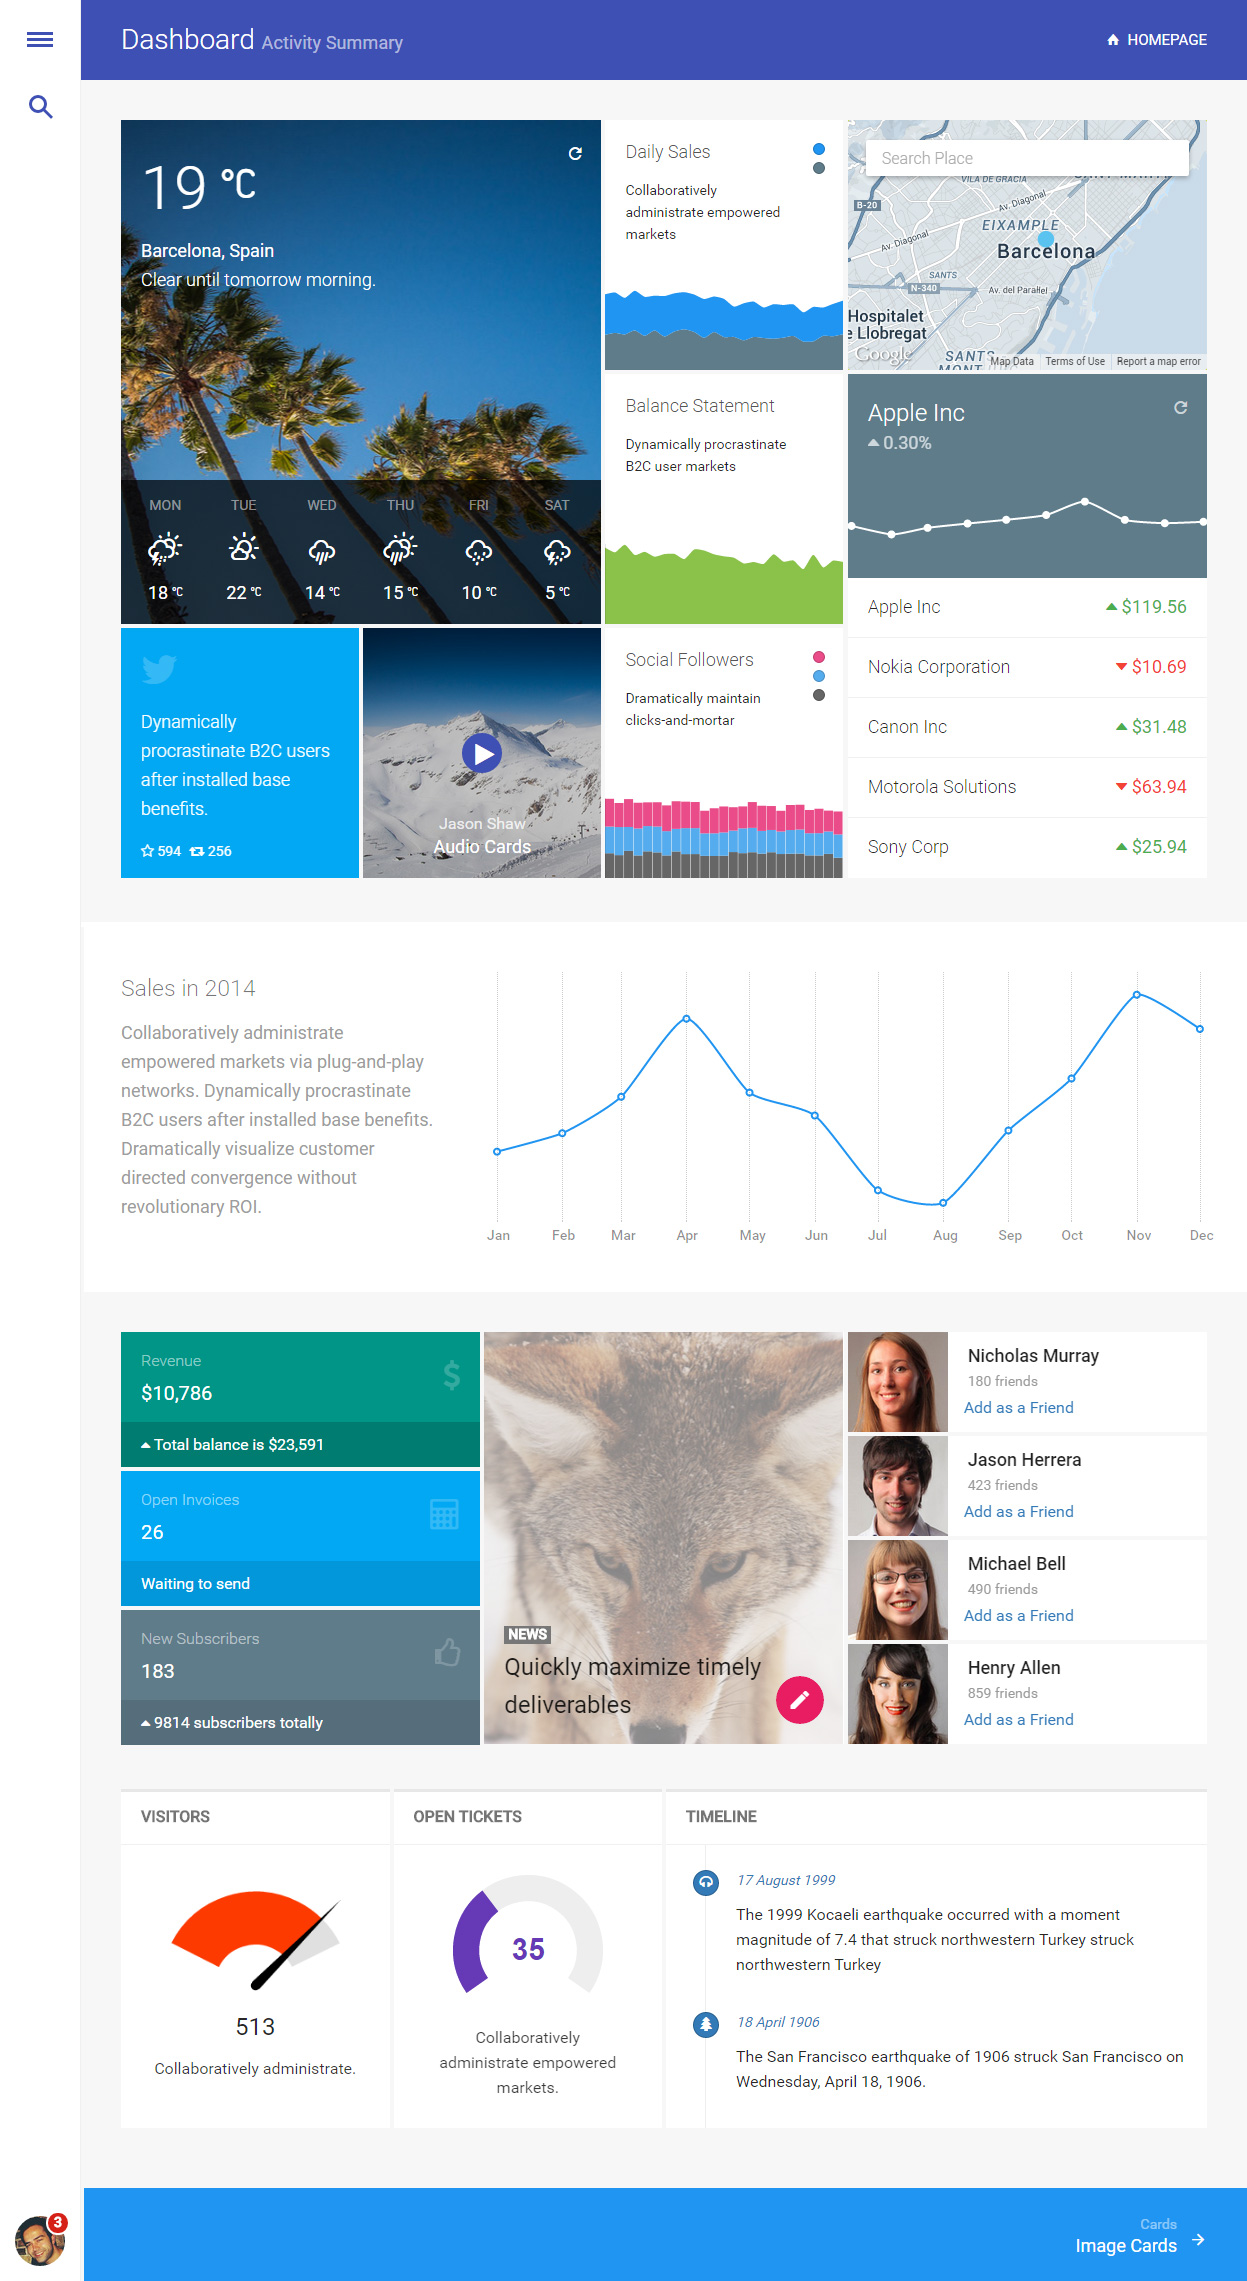 Dashboard Activity Summary
HOMEPAGE
19 °C
Barcelona, Spain
Clear until tomorrow morning.
MON TUE WED THU FRI SAT
18 °C 22 °C 14 °C 15 °C 10 °C 5 °C
Daily Sales
Collaboratively
administrate empowered
markets
Search Place
VILA DE GRACIA
B-20
Av. Diagonal
EIXAMPLE
Av. Diagonal
Barcelona
SANTS
N-340
Av. del Paral·lel
Hospitalet
e Llobregat
Google
SANTS
Map Data
Terms of Use
Report a map error
Balance Statement
Dynamically procrastinate
B2C user markets
Apple Inc
0.30%
Apple Inc $119.56
Nokia Corporation $10.69
Canon Inc $31.48
Motorola Solutions $63.94
Sony Corp $25.94
Dynamically
procrastinate B2C users
after installed base
benefits.
594 256
Jason Shaw
Audio Cards
Social Followers
Dramatically maintain
clicks-and-mortar
Sales in 2014
Collaboratively administrate
empowered markets via plug-and-play
networks. Dynamically procrastinate
B2C users after installed base benefits.
Dramatically visualize customer
directed convergence without
revolutionary ROI.
Jan Feb Mar Apr May Jun Jul Aug Sep Oct Nov Dec
Revenue
$10,786
Total balance is $23,591
Open Invoices
26
Waiting to send
New Subscribers
183
9814 subscribers totally
NEWS
Quickly maximize timely
deliverables
Nicholas Murray
180 friends
Add as a Friend
Jason Herrera
423 friends
Add as a Friend
Michael Bell
490 friends
Add as a Friend
Henry Allen
859 friends
Add as a Friend
VISITORS
513
Collaboratively administrate.
OPEN TICKETS
35
Collaboratively
administrate empowered
markets.
TIMELINE
17 August 1999
The 1999 Kocaeli earthquake occurred with a moment
magnitude of 7.4 that struck northwestern Turkey struck
northwestern Turkey
18 April 1906
The San Francisco earthquake of 1906 struck San Francisco on
Wednesday, April 18, 1906.
3
Cards
Image Cards